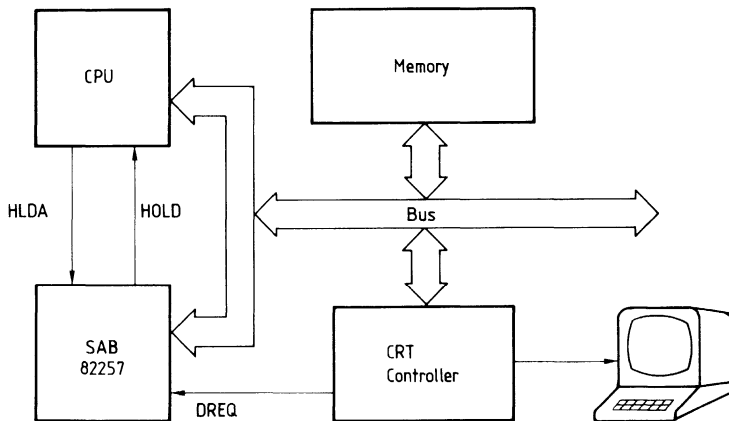 CPU
Memory
HLDA
HOLD
Bus
SAB
82257
CRT
Controller
DREQ